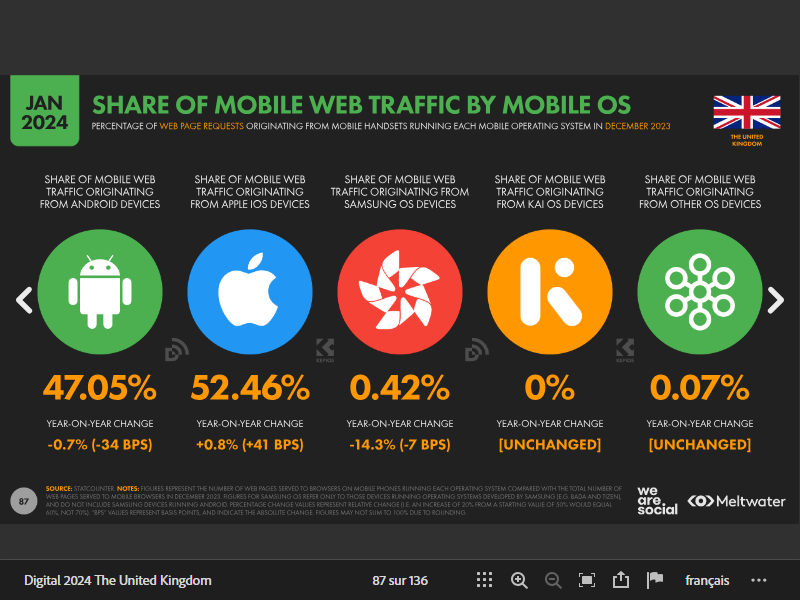 JAN
2024
SHARE OF MOBILE WEB TRAFFIC BY MOBILE OS
PERCENTAGE OF WEB PAGE REQUESTS ORIGINATING FROM MOBILE HANDSETS RUNNING EACH MOBILE OPERATING SYSTEM IN DECEMBER 2023
THE UNITED
KINGDOM
SHARE OF MOBILE WEB
TRAFFIC ORIGINATING
FROM ANDROID DEVICES
SHARE OF MOBILE WEB
TRAFFIC ORIGINATING
FROM APPLE IOS DEVICES
SHARE OF MOBILE WEB
TRAFFIC ORIGINATING FROM
SAMSUNG OS DEVICES
SHARE OF MOBILE WEB
TRAFFIC ORIGINATING
FROM KAI OS DEVICES
SHARE OF MOBILE WEB
TRAFFIC ORIGINATING
FROM OTHER OS DEVICES
KEPIOS
KEPIOS
47.05%
52.46%
0.42%
0%
0.07%
YEAR-ON-YEAR CHANGE
YEAR-ON-YEAR CHANGE
YEAR-ON-YEAR CHANGE
YEAR-ON-YEAR CHANGE
YEAR-ON-YEAR CHANGE
-0.7% (-34 BPS)
+0.8% (+41 BPS)
-14.3% (-7 BPS)
[UNCHANGED]
[UNCHANGED]
87
SOURCE: STATCOUNTER. NOTES: FIGURES REPRESENT THE NUMBER OF WEB PAGES SERVED TO BROWSERS ON MOBILE PHONES RUNNING EACH OPERATING SYSTEM COMPARED WITH THE TOTAL NUMBER OF
WEB PAGES SERVED TO MOBILE BROWSERS IN DECEMBER 2023. FIGURES FOR SAMSUNG OS REFER ONLY TO THOSE DEVICES RUNNING OPERATING SYSTEMS DEVELOPED BY SAMSUNG (E.G. BADA AND TIZEN),
AND DO NOT INCLUDE SAMSUNG DEVICES RUNNING ANDROID. PERCENTAGE CHANGE VALUES REPRESENT RELATIVE CHANGE (I.E. AN INCREASE OF 20% FROM A STARTING VALUE OF 50% WOULD EQUAL
60%, NOT 70%). "BPS" VALUES REPRESENT BASIS POINTS, AND INDICATE THE ABSOLUTE CHANGE. FIGURES MAY NOT SUM TO 100% DUE TO ROUNDING.
we
are.
social
Meltwater
Digital 2024 The United Kingdom
87 sur 136
français